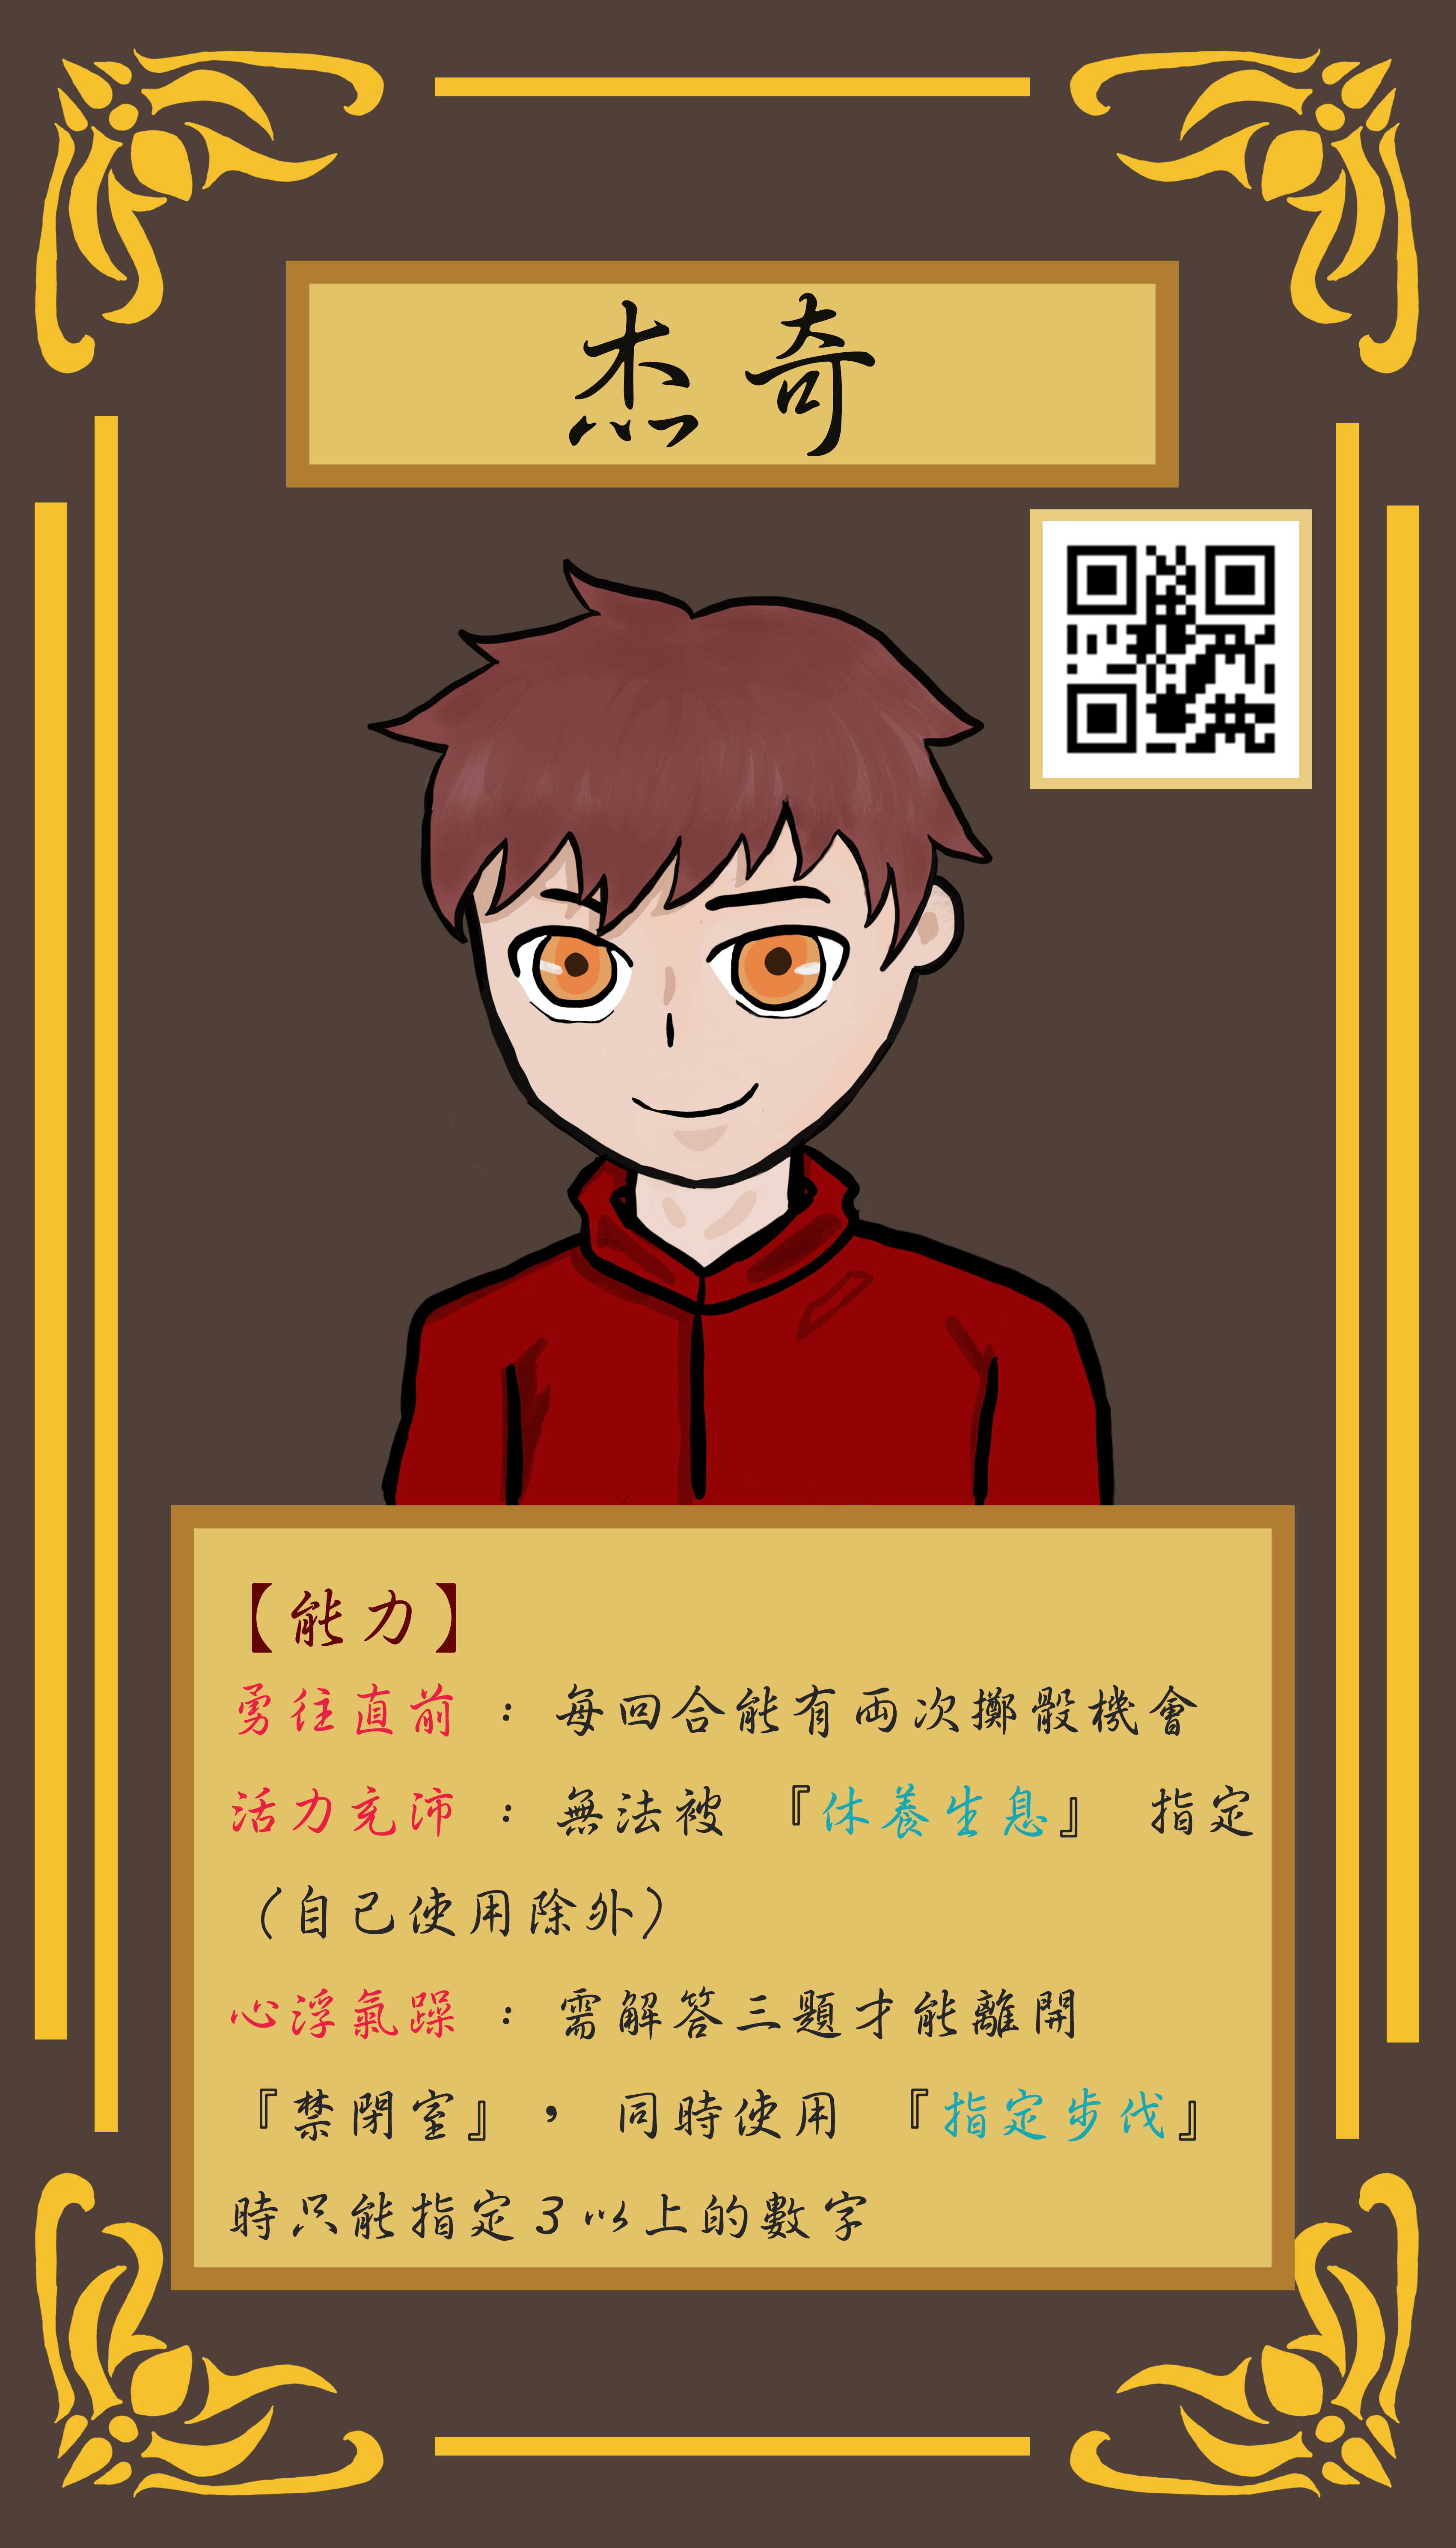 杰奇
【能力】
勇往直前：每回合能有兩次擲骰機會
活力充沛：無法被『休養生息』 指定
（自己使用除外）
心浮氣躁：需解答三題才能離開
『禁閉室』， 同時使用 『指定步伐』
時只能指定3以上的數字